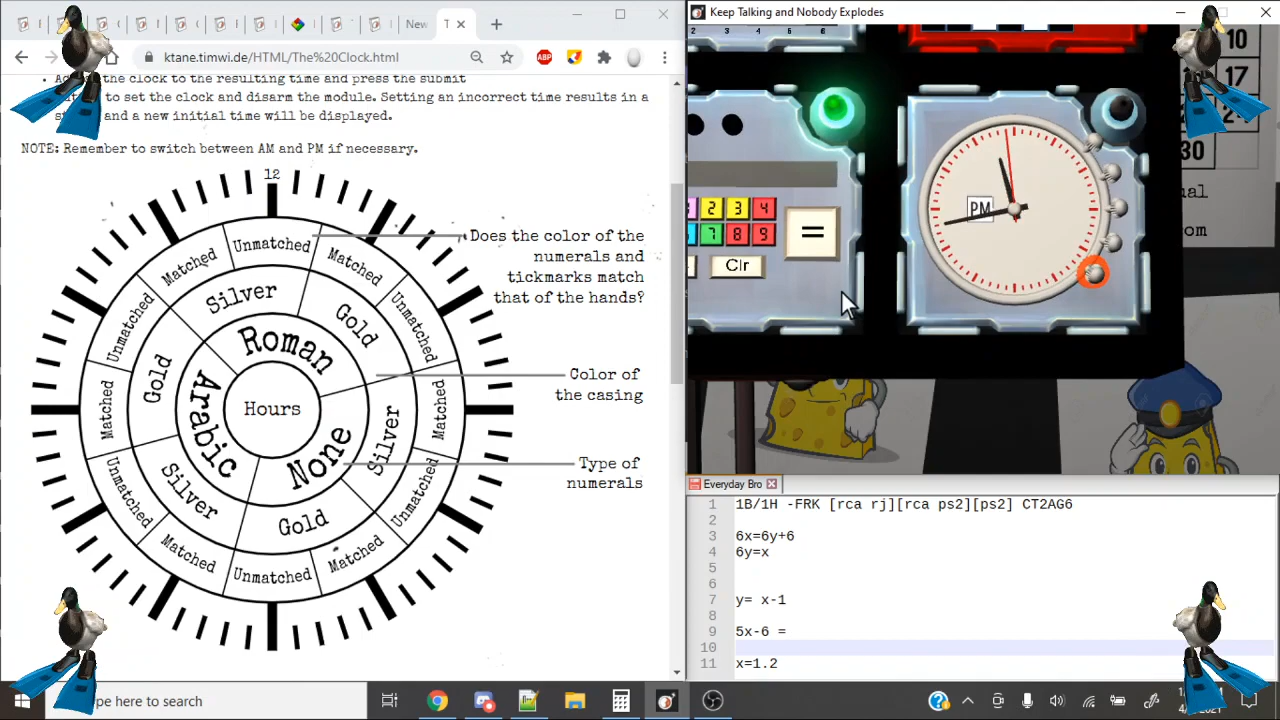 New
T
Keep Talking and Nobody Explodes
ktane.timwi.de/HTML/The%20Clock.html
ABP
the clock to the resulting time and press the submit
to set the clock and disarm the module. Setting an incorrect time results in a
and a new initial time will be displayed.
NOTE: Remember to switch between AM and PM if necessary.
12
Does the color of the
numerals and
tickmarks match
that of the hands?
Color of
the casing
Type of
numerals
Unmatched
Matched
Unmatched
Matched
Unmatched
Matched
Unmatched
Matched
Unmatched
Matched
Unmatched
Matched
Silver
Gold
Silver
Gold
Silver
Gold
Roman
None
Arabic
Hours
2 3 4
7 8 9
=
Clr
PM
10
17
30
Everyday Bro
1 1B/1H -FRK [rca rj][rca ps2][ps2] CT2AG6
2
3 6x=6y+6
4 6y=x
5
6
7 y= x-1
8
9 5x-6 =
10
11 x=1.2
here to search